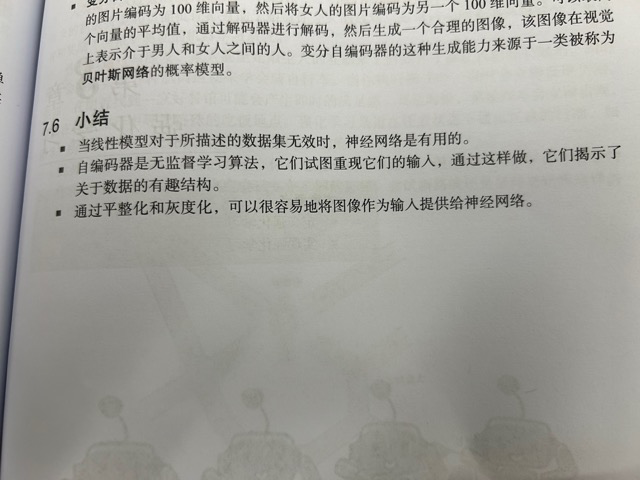 的图片编码为 100 维向量，然后将女人的图片编码为另一个 100 维向量。
个向量的平均值，通过解码器进行解码，然后生成一个合理的图像，该图像在视觉
上表示介于男人和女人之间的人。变分自编码器的这种生成能力来源于一类被称为
贝叶斯网络的概率模型。
7.6 小结
■ 当线性模型对于所描述的数据集无效时，神经网络是有用的。
■ 自编码器是无监督学习算法，它们试图重现它们的输入，通过这样做，它们揭示了
关于数据的有趣结构。
■ 通过平整化和灰度化，可以很容易地将图像作为输入提供给神经网络。